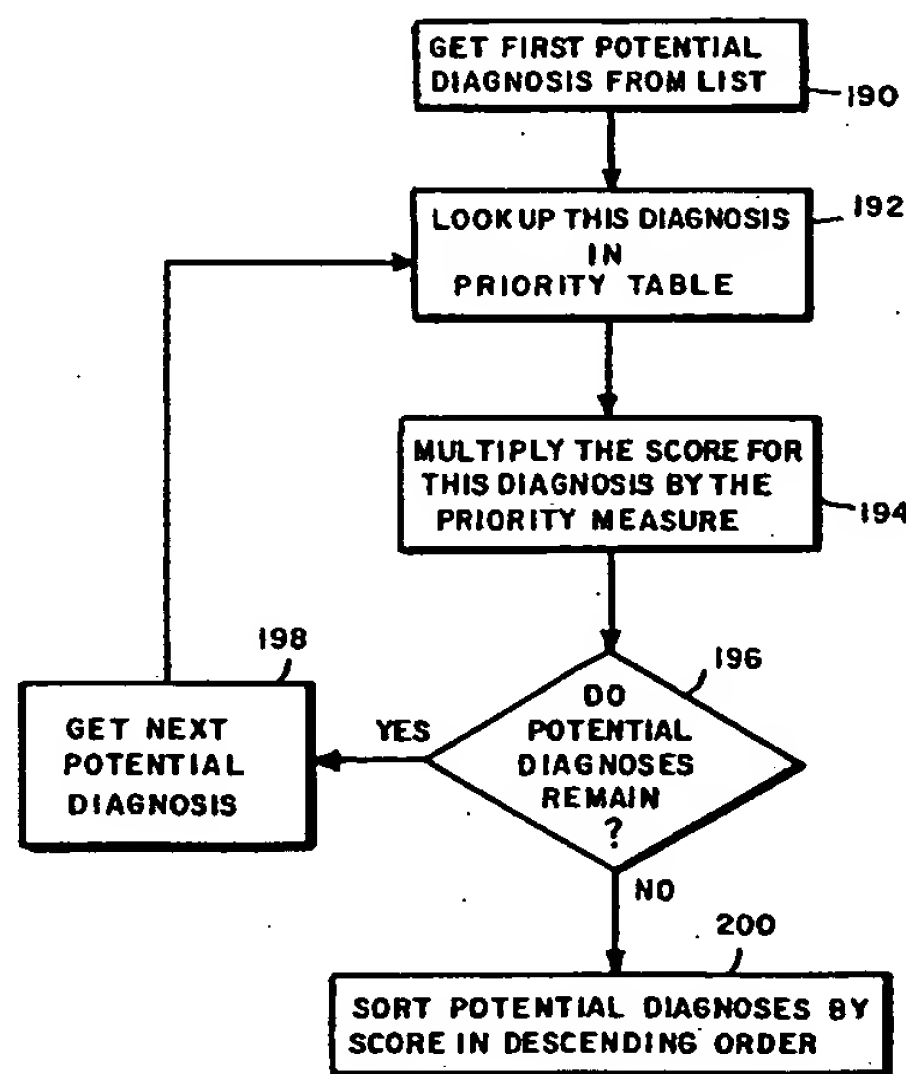 GET FIRST POTENTIAL
DIAGNOSIS FROM LIST
190
LOOKUP THIS DIAGNOSIS
IN
PRIORITY TABLE
192
MULTIPLY THE SCORE FOR
THIS DIAGNOSIS BY THE
PRIORITY MEASURE
194
196
DO
POTENTIAL
DIAGNOSES
REMAIN
?
YES
198
GET NEXT
POTENTIAL
DIAGNOSIS
NO
200
SORT POTENTIAL DIAGNOSES BY
SCORE IN DESCENDING ORDER